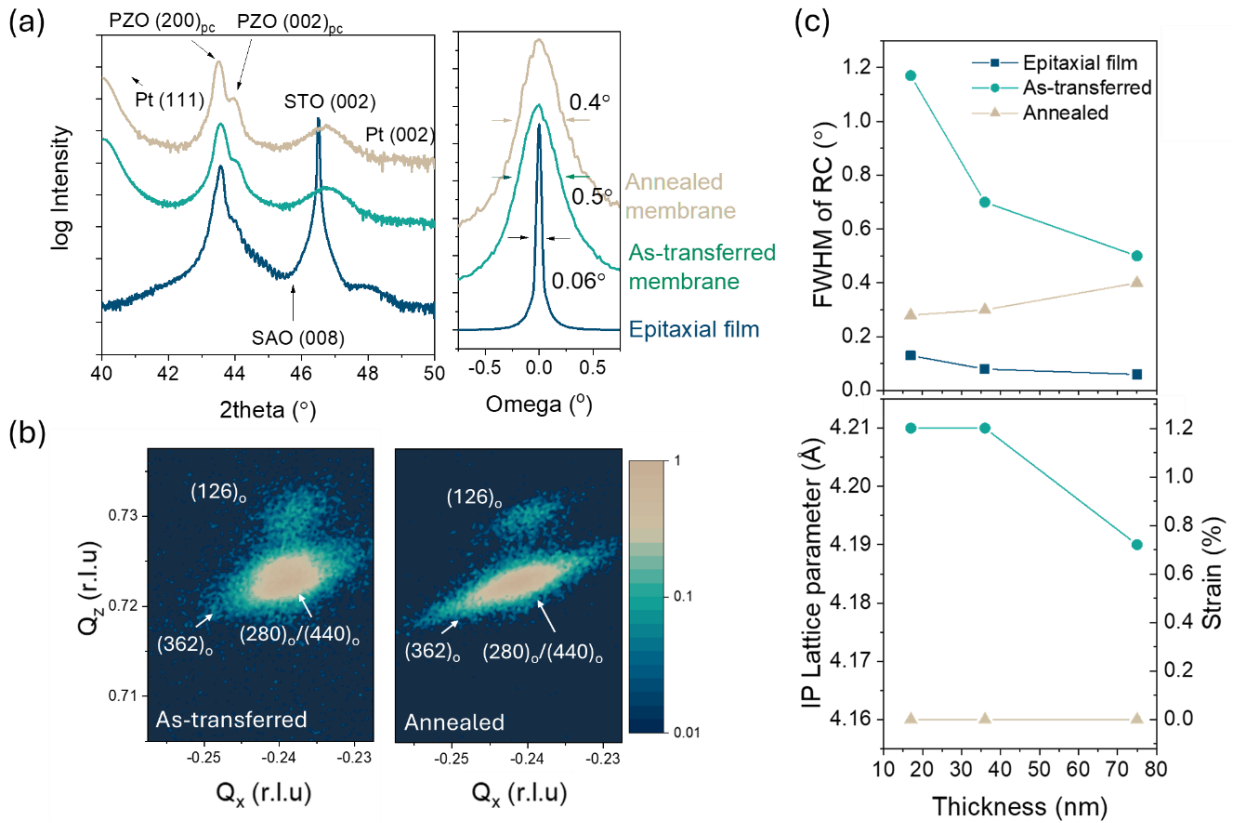 (a)
PZO (200)pc
PZO (002)pc
Pt (111)
STO (002)
Pt (002)
SAO (008)
log Intensity
40 42 44 46 48 50
2theta (°)
0.4°
0.5°
0.06°
-0.5 0.0 0.5
Omega (°)
Annealed
membrane
As-transferred
membrane
Epitaxial film
(b)
(126)o
(362)o
(280)o/(440)o
As-transferred
0.73
0.72
0.71
Qz (r.l.u)
-0.25 -0.24 -0.23
Qx (r.l.u)
(126)o
(362)o
(280)o/(440)o
Annealed
-0.25 -0.24 -0.23
Qx (r.l.u)
1
0.1
0.01
(c)
Epitaxial film
As-transferred
Annealed
1.2
1.0
0.8
0.6
0.4
0.2
0.0
FWHM of RC (°)
4.21
4.20
4.19
4.18
4.17
4.16
IP Lattice parameter (Å)
1.2
1.0
0.8
0.6
0.4
0.2
0.0
Strain (%)
10 20 30 40 50 60 70 80
Thickness (nm)